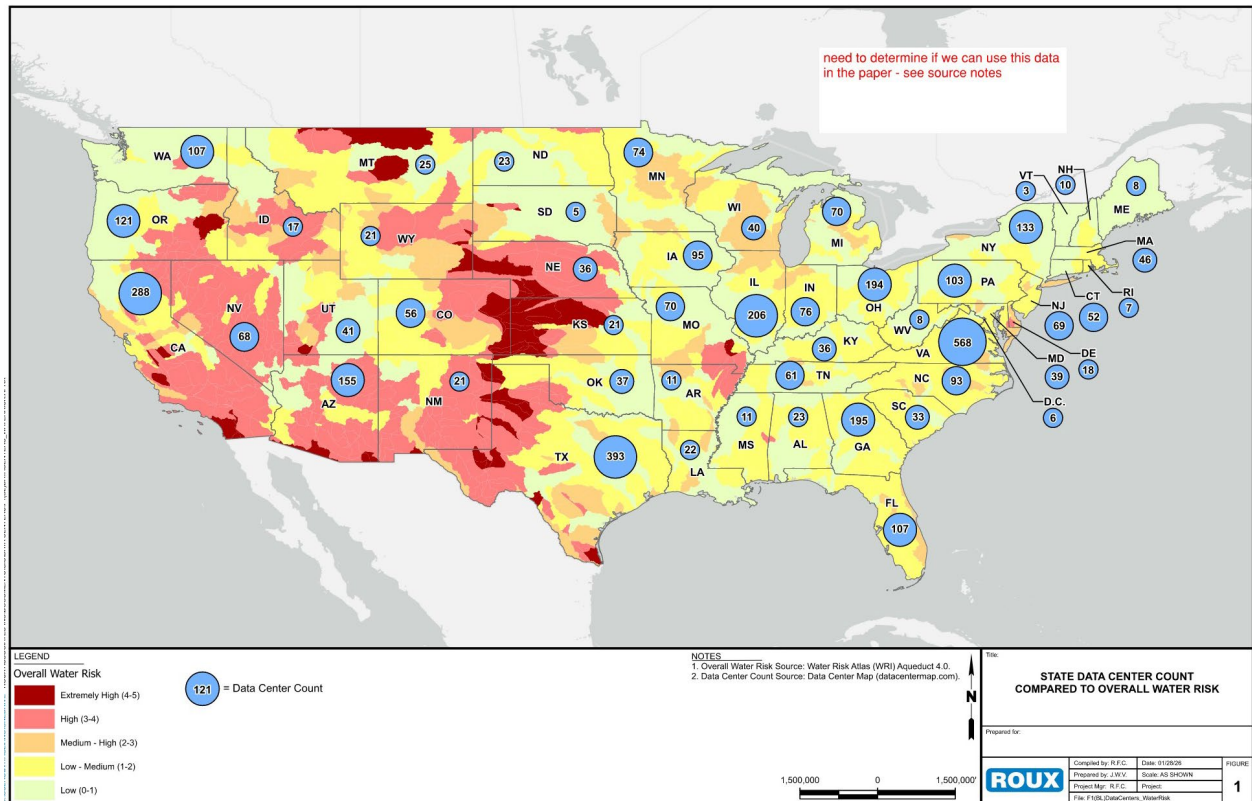 need to determine if we can use this data
in the paper - see source notes
WA
107
MT
25
23
ND
74
MN
VT
NH
3
10
8
ME
121
OR
ID
17
21
WY
SD
5
WI
40
70
MI
133
NY
MA
46
288
NV
68
UT
41
56
CO
NE
36
IA
95
IL
206
IN
76
194
OH
103
PA
RI
7
CT
52
NJ
69
CA
KS
21
70
MO
KY
36
WV
8
568
VA
DE
18
MD
39
D.C.
6
155
AZ
21
NM
OK
37
11
AR
61
TN
NC
93
SC
33
TX
393
22
LA
11
MS
23
AL
195
GA
FL
107
LEGEND
Overall Water Risk
Extremely High (4-5)
High (3-4)
Medium - High (2-3)
Low - Medium (1-2)
Low (0-1)
121 = Data Center Count
NOTES
1. Overall Water Risk Source: Water Risk Atlas (WRI) Aqueduct 4.0.
2. Data Center Count Source: Data Center Map (datacentermap.com).
N
1,500,000 0 1,500,000'
Title:
STATE DATA CENTER COUNT
COMPARED TO OVERALL WATER RISK
Prepared for:
ROUX
Compiled by: R.F.C. Date: 01/28/26
Prepared by: J.W.V. Scale: AS SHOWN
Project Mgr: R.F.C. Project:
File: F1(BL)DataCenters_WaterRisk
FIGURE
1